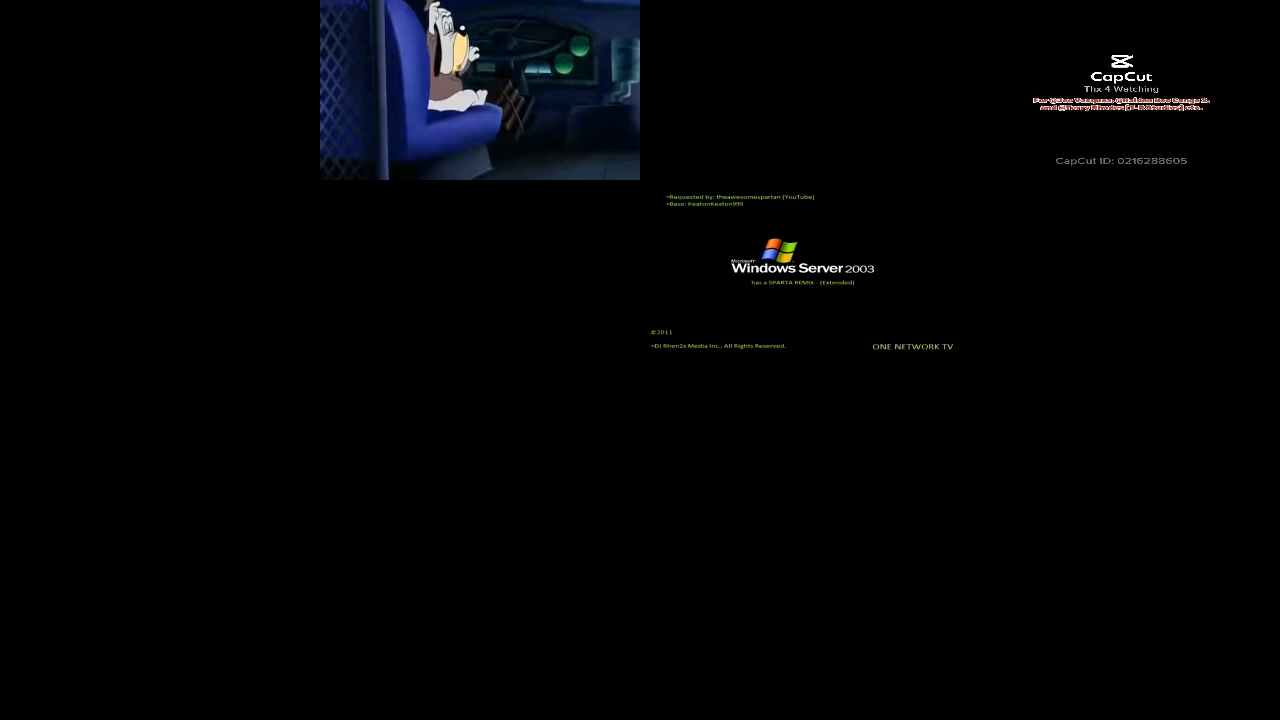 CapCut
Thx 4 Watching
CapCut ID: 0216288605
=Requested by: theawesomespartan (YouTube)
=Base: KeatonKeaton999
Microsoft
Windows Server 2003
has a SPARTA REMIX - (Extended)
©2011
=DJ Rhen2x Media Inc., All Rights Reserved.
ONE NETWORK TV